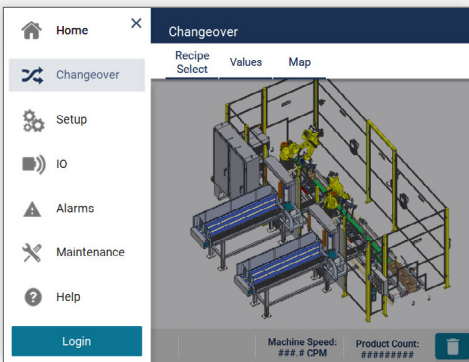 Home
Changeover
Setup
IO
Alarms
Maintenance
Help
Login
Changeover
Recipe
Select
Values
Map
Machine Speed:
###.# CPM
Product Count:
#########